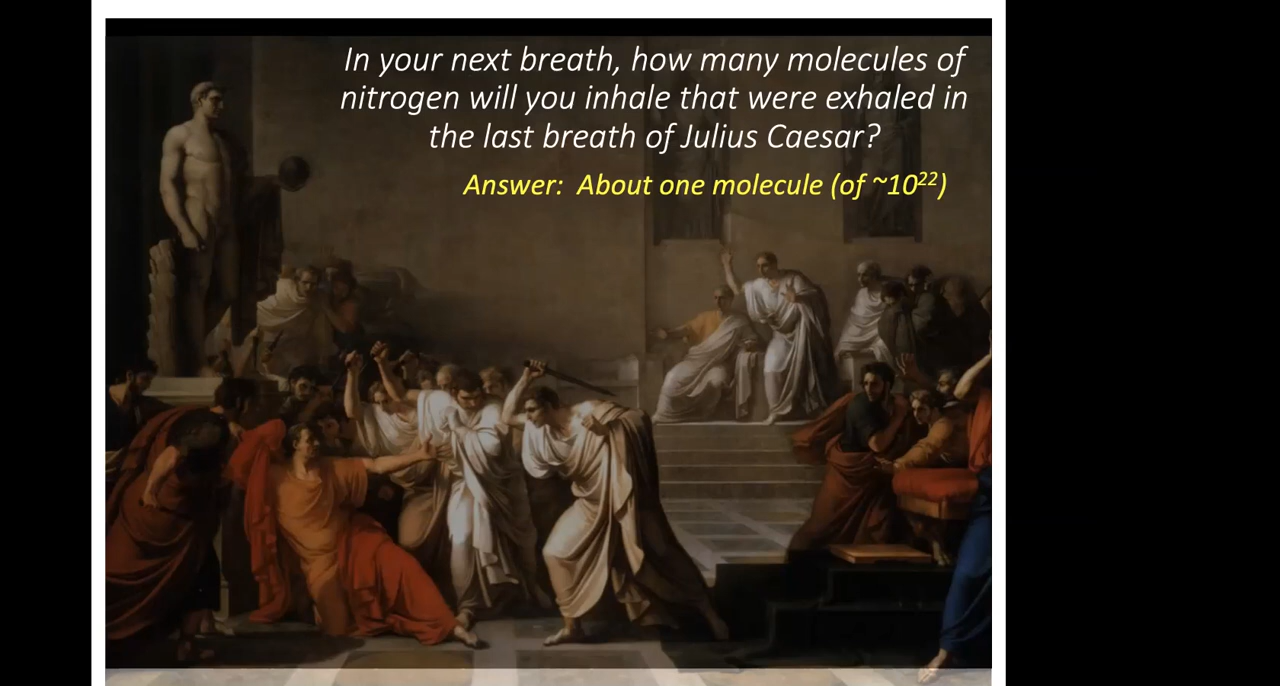 In your next breath, how many molecules of
nitrogen will you inhale that were exhaled in
the last breath of Julius Caesar?
Answer:  About one molecule (of ~10²²)